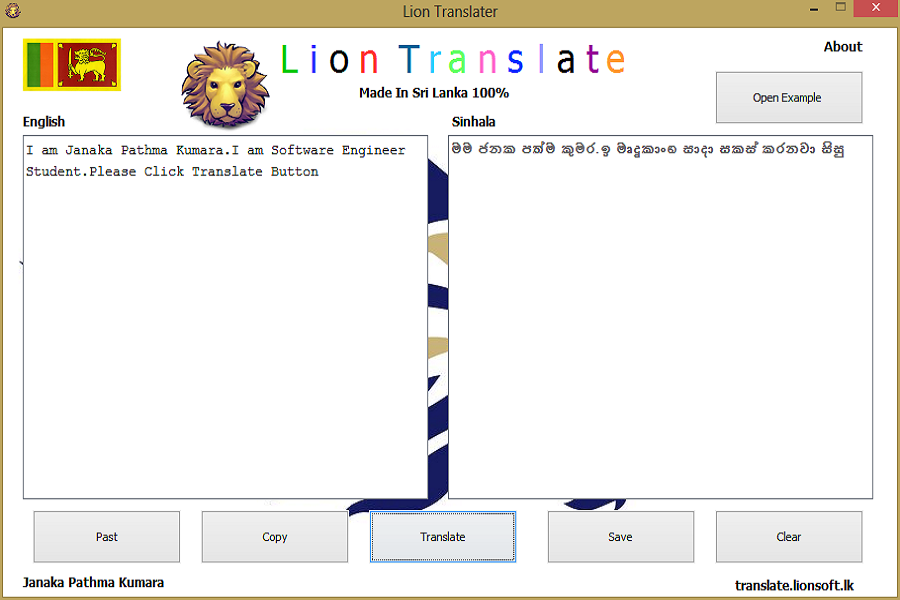 Lion Translater
About
Lion Translate
Made In Sri Lanka 100%
Open Example
English
Sinhala
I am Janaka Pathma Kumara.I am Software Engineer
Student.Please Click Translate Button
මම ජනක පත්ම කුමර.ඉ මෘදුකාංඟ සාදා සකස් කරනවා සිසු
Past
Copy
Translate
Save
Clear
Janaka Pathma Kumara
translate.lionsoft.lk